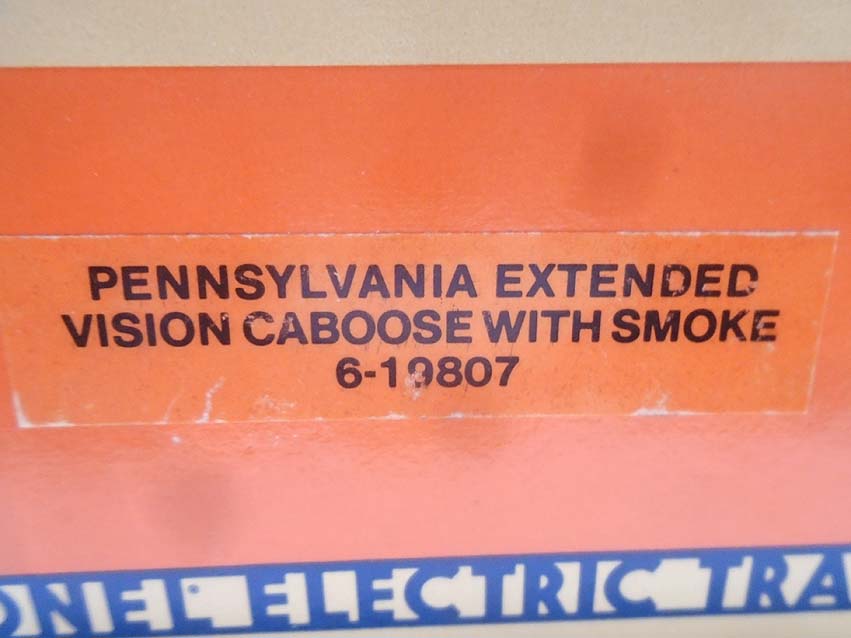 PENNSYLVANIA EXTENDED
VISION CABOOSE WITH SMOKE
6-19807
ONEL ELECTRIC TRA